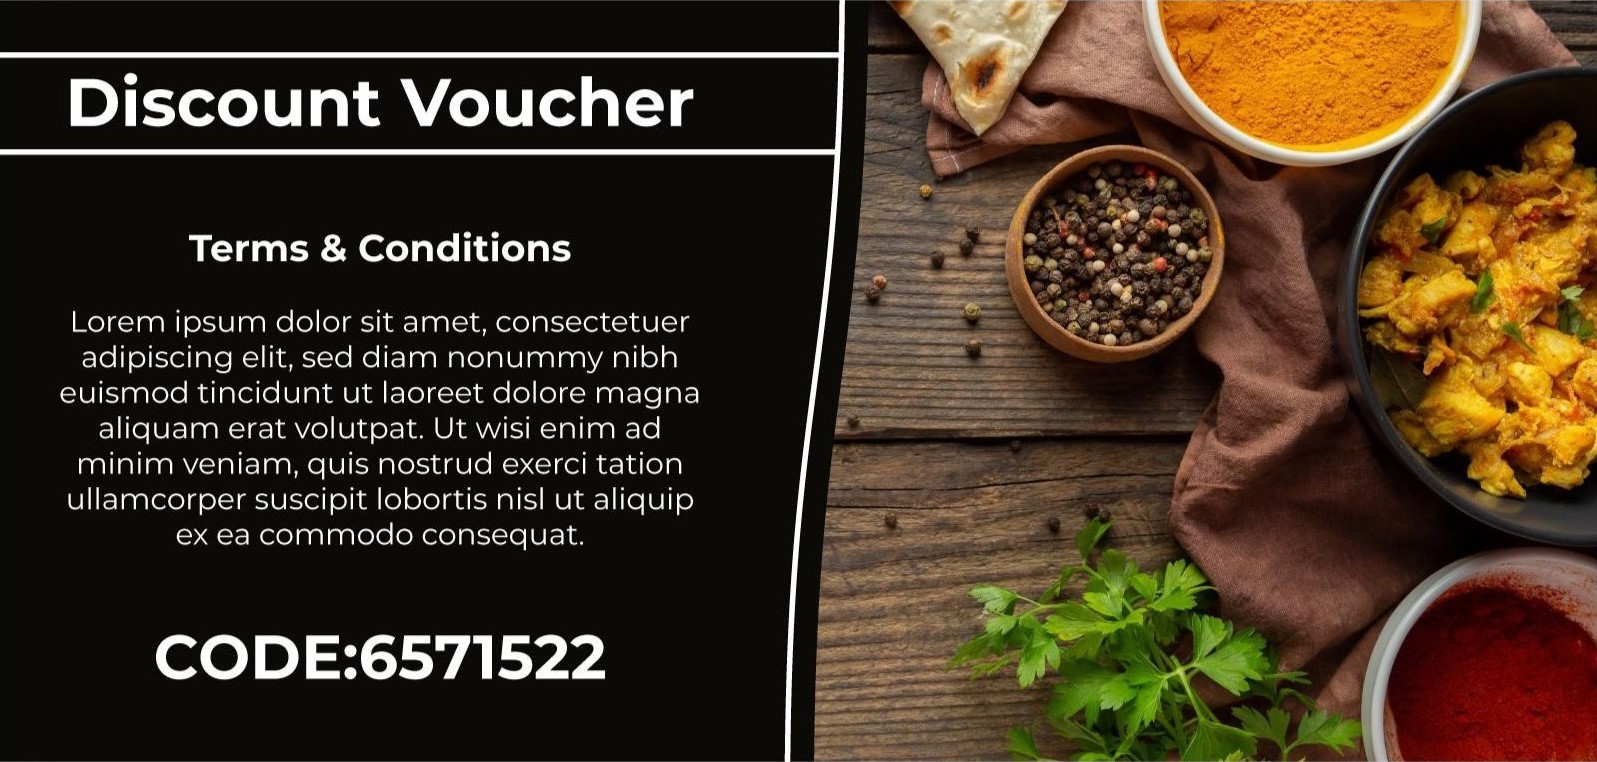 Discount Voucher
Terms & Conditions
Lorem ipsum dolor sit amet, consectetuer
adipiscing elit, sed diam nonummy nibh
euismod tincidunt ut laoreet dolore magna
aliquam erat volutpat. Ut wisi enim ad
minim veniam, quis nostrud exerci tation
ullamcorper suscipit lobortis nisl ut aliquip
ex ea commodo consequat.
CODE:6571522